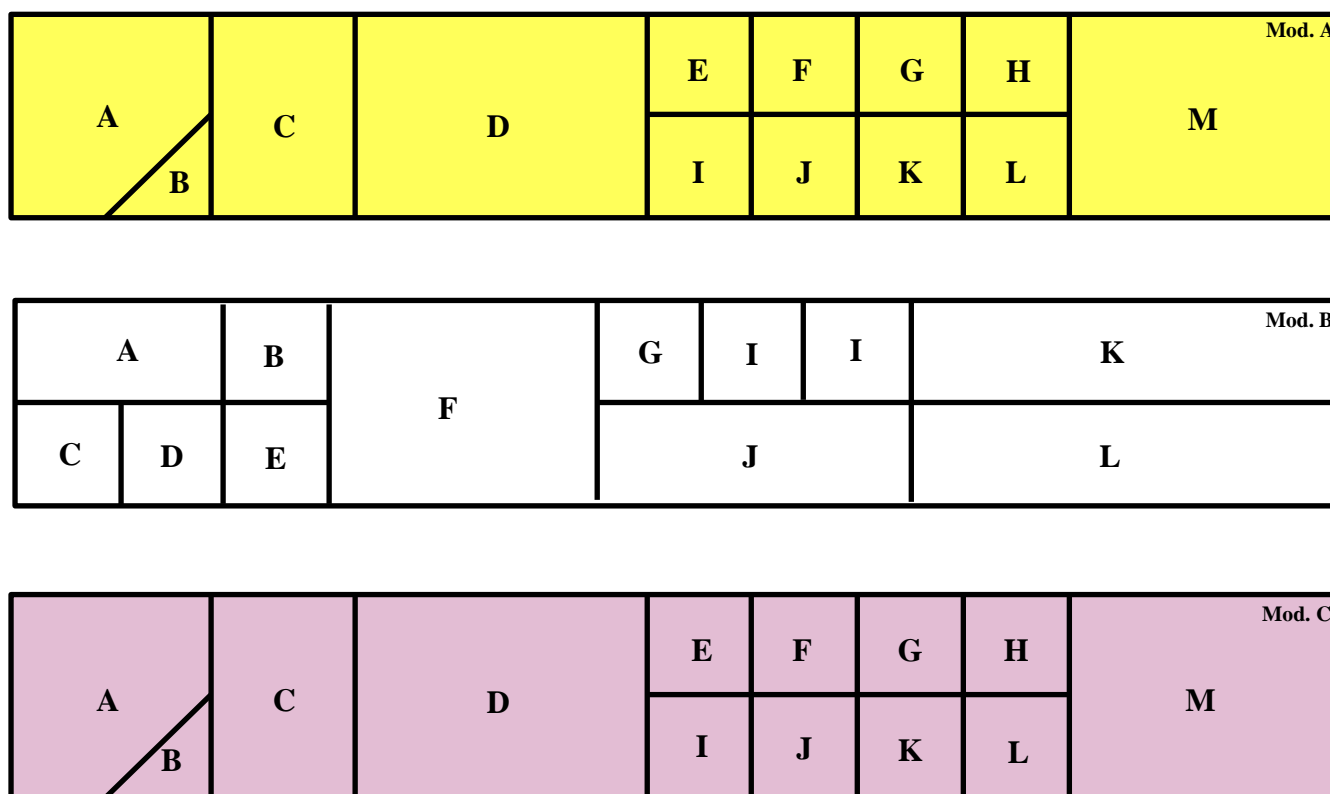 Mod. A
E F G H
A C D M
B I J K L
Mod. B
A B G I I K
F
C D E J L
Mod. C
E F G H
A C D M
B I J K L